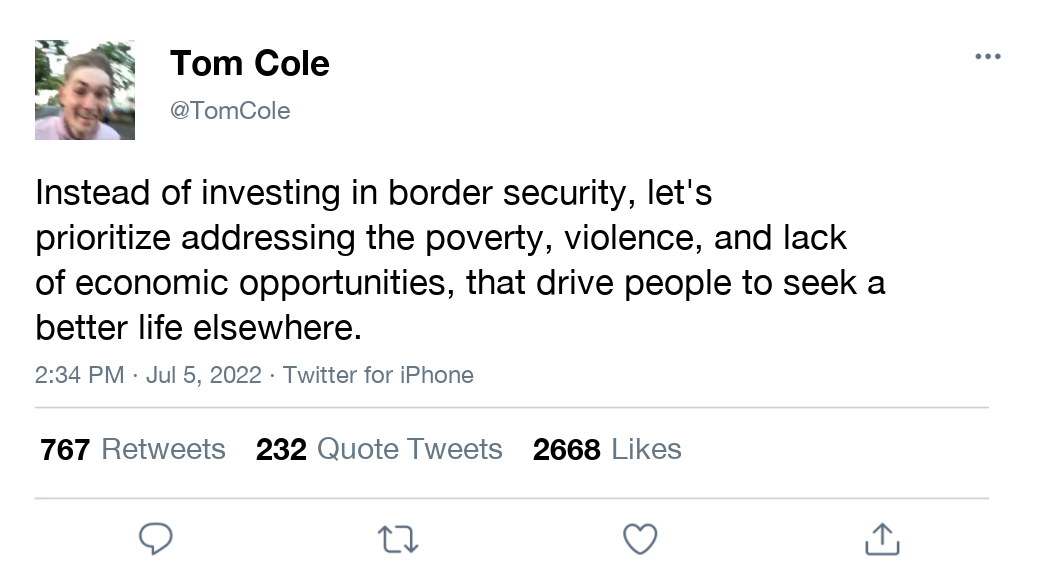 Tom Cole
@TomCole
Instead of investing in border security, let's
prioritize addressing the poverty, violence, and lack
of economic opportunities, that drive people to seek a
better life elsewhere.
2:34 PM · Jul 5, 2022 · Twitter for iPhone
767 Retweets 232 Quote Tweets 2668 Likes